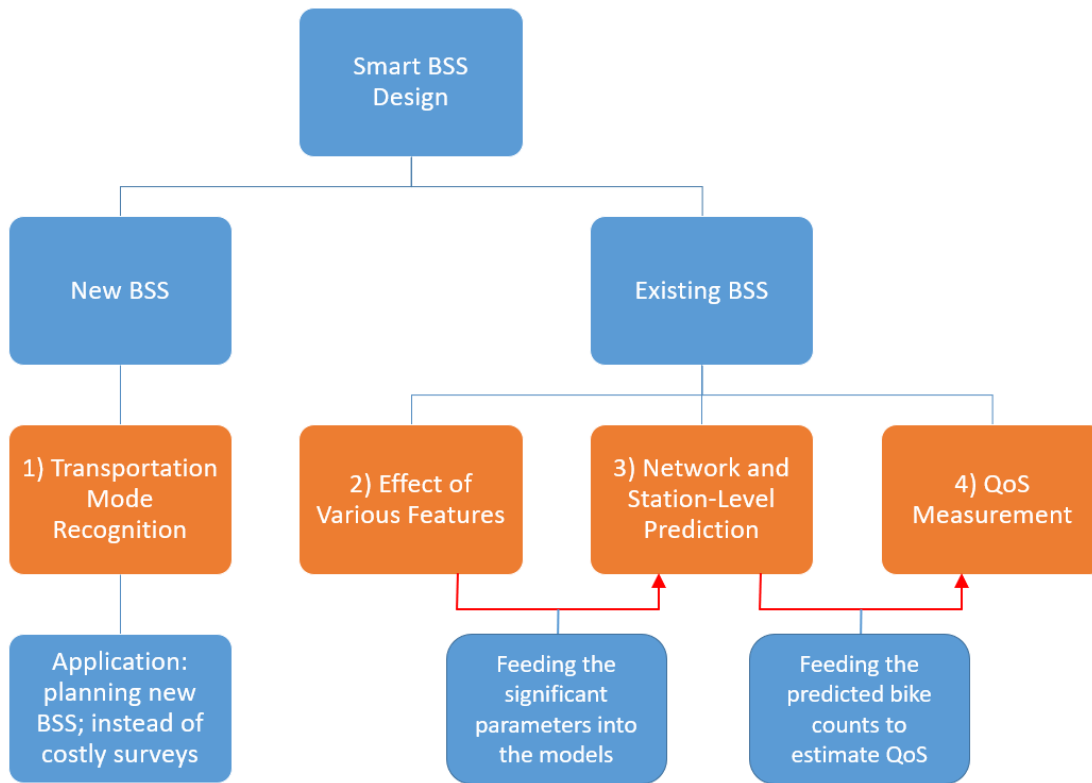 Smart BSS
Design
New BSS
Existing BSS
1) Transportation
Mode
Recognition
2) Effect of
Various Features
3) Network and
Station-Level
Prediction
4) QoS
Measurement
Application:
planning new
BSS; instead of
costly surveys
Feeding the
significant
parameters into
the models
Feeding the
predicted bike
counts to
estimate QoS